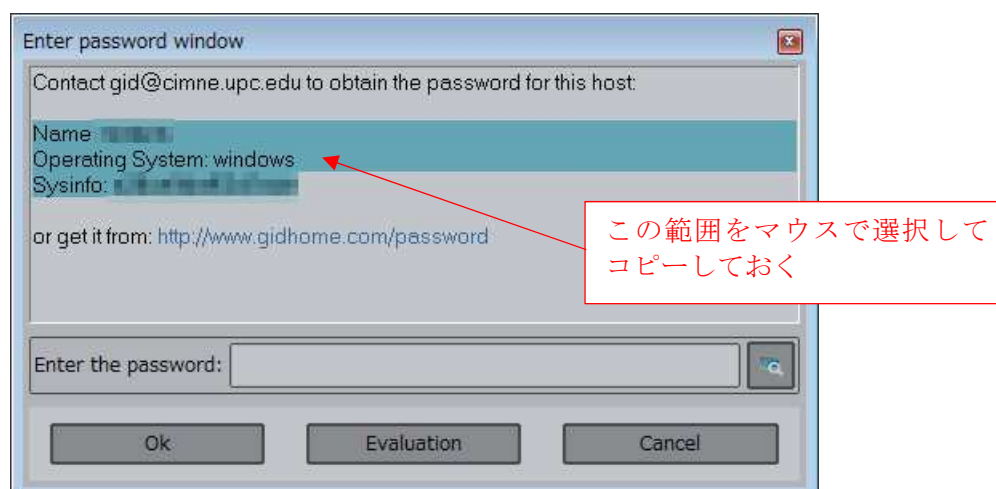 Enter password window
Contact gid@cimne.upc.edu to obtain the password for this host:
Name
Operating System: windows
Sysinfo:
or get it from: http://www.gidhome.com/password
この範囲をマウスで選択して
コピーしておく
Enter the password:
Ok Evaluation Cancel